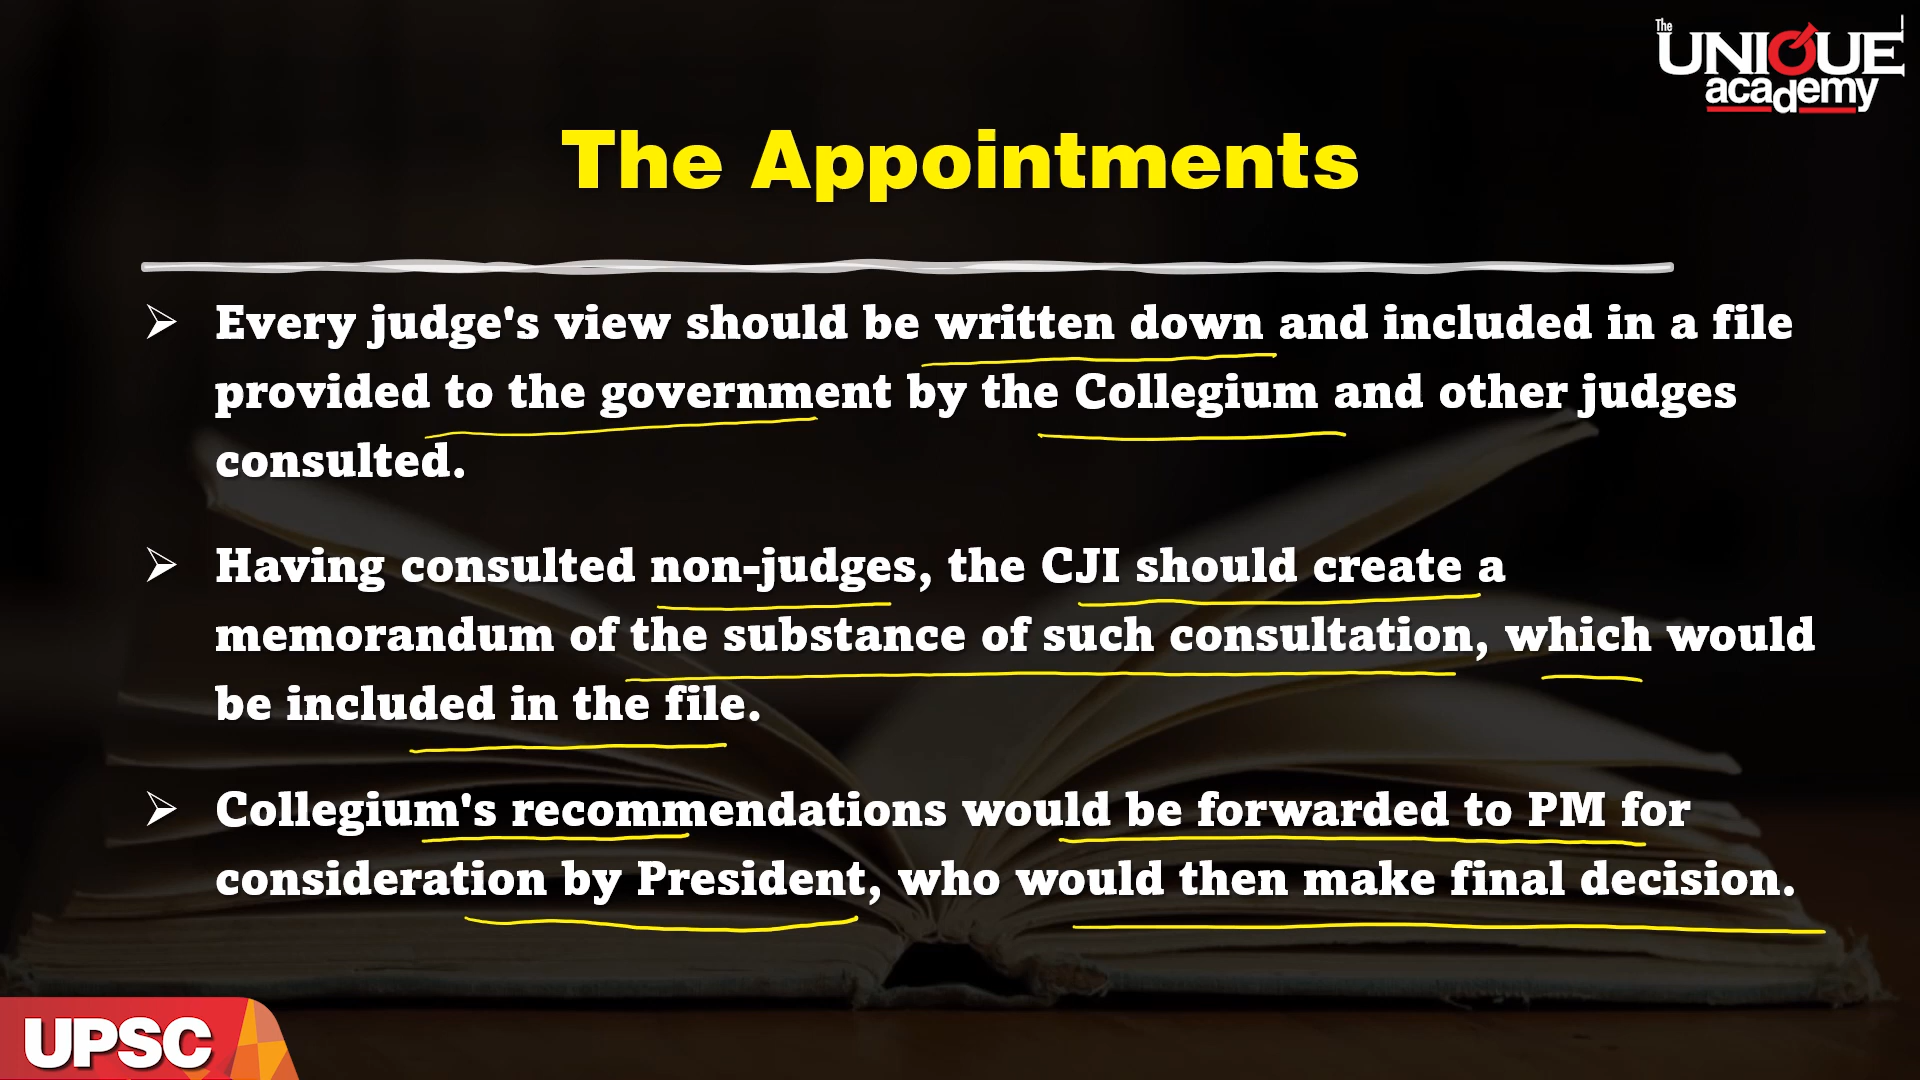 The
UNIQUE
academy
The Appointments
Every judge's view should be written down and included in a file
provided to the government by the Collegium and other judges
consulted.
Having consulted non-judges, the CJI should create a
memorandum of the substance of such consultation, which would
be included in the file.
Collegium's recommendations would be forwarded to PM for
consideration by President, who would then make final decision.
UPSC